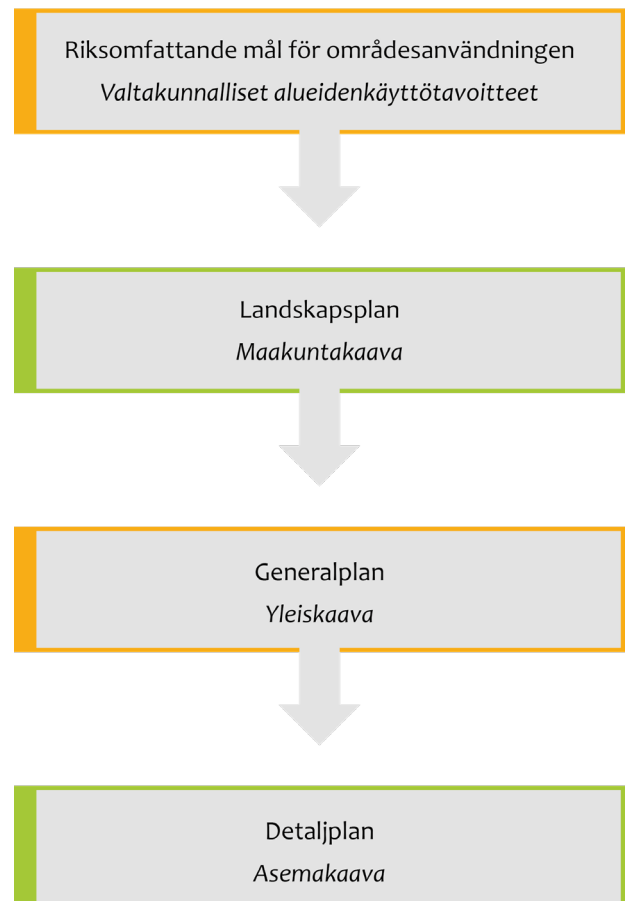 Riksomfattande mål för områdesanvändningen
Valtakunnalliset alueidenkäyttötavoitteet
Landskapsplan
Maakuntakaava
Generalplan
Yleiskaava
Detaljplan
Asemakaava